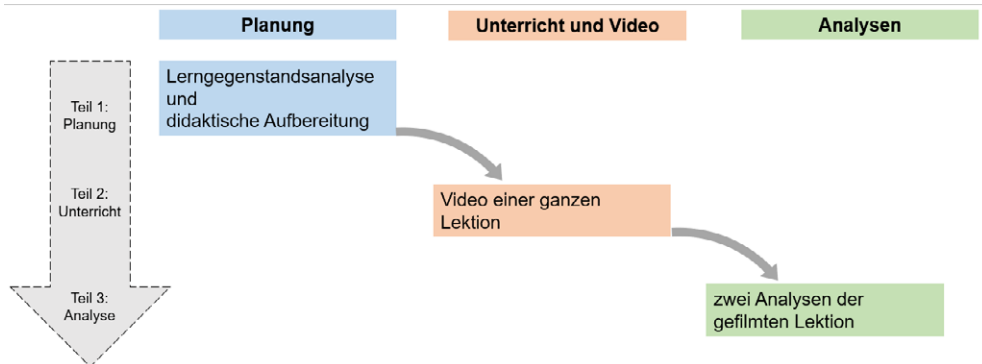 Planung
Unterricht und Video
Analysen
Teil 1:
Planung
Lerngegenstandsanalyse
und
didaktische Aufbereitung
Teil 2:
Unterricht
Video einer ganzen
Lektion
Teil 3:
Analyse
zwei Analysen der
gefilmten Lektion